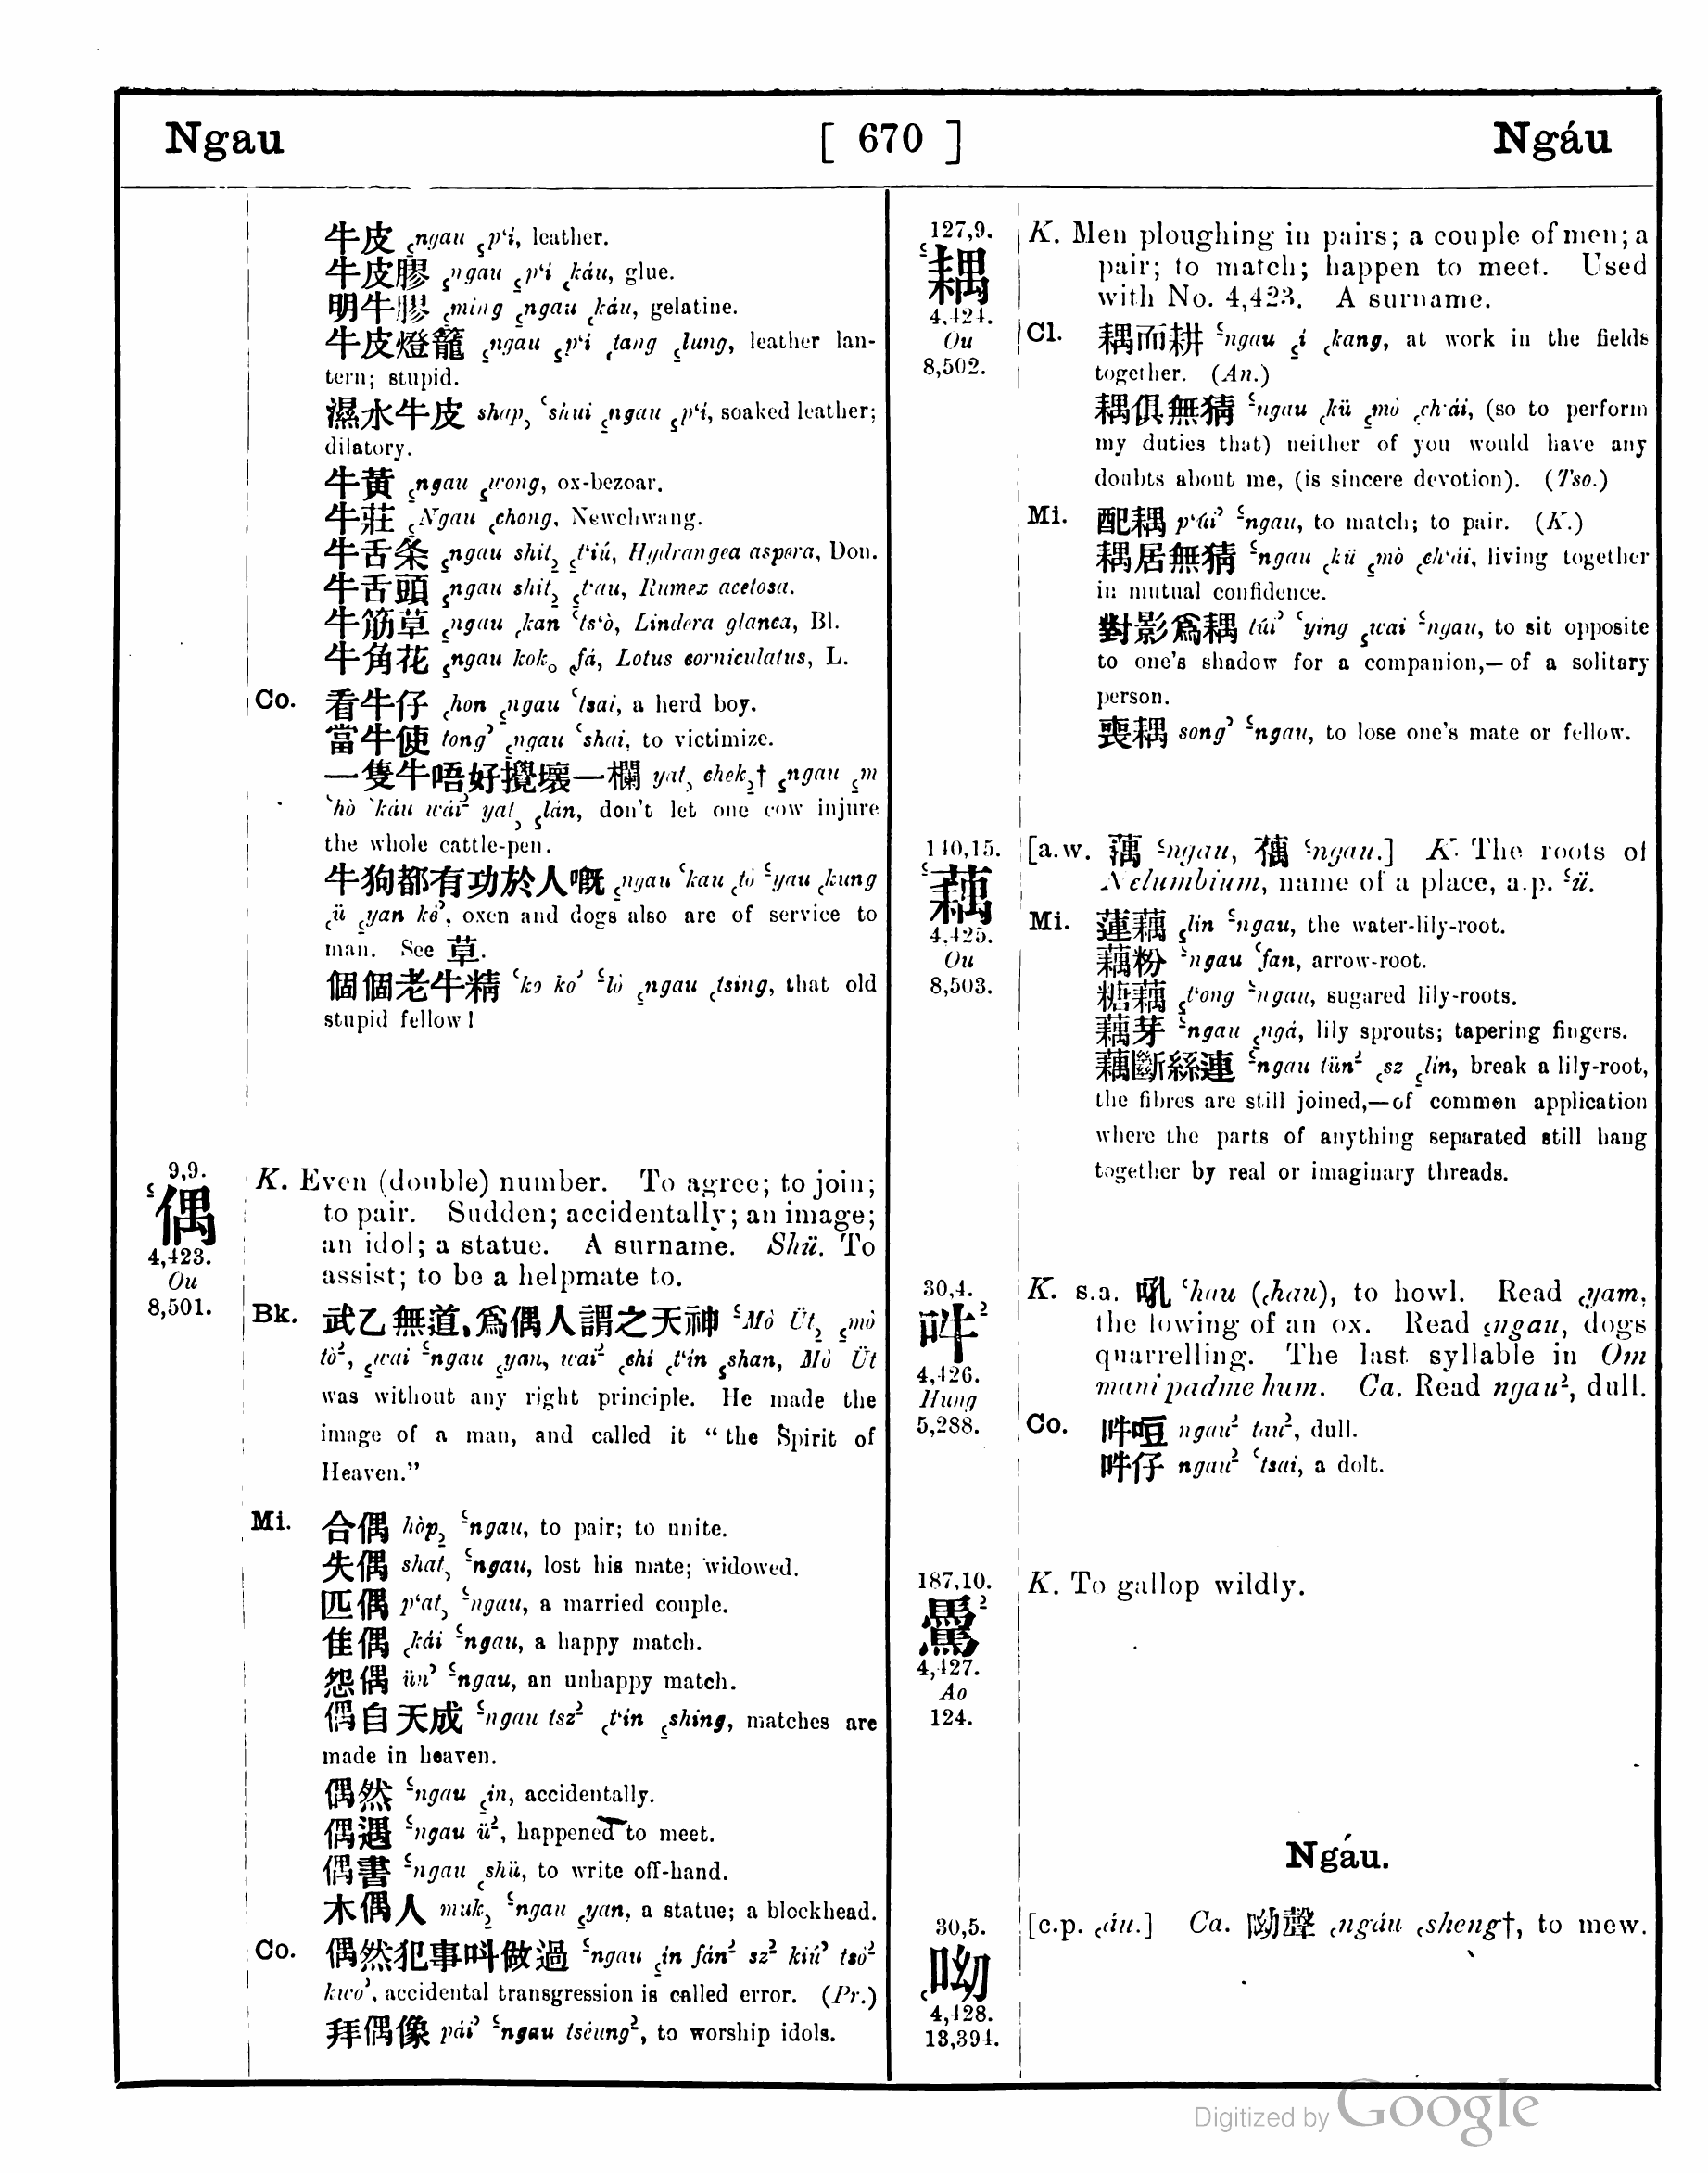 Ngau
[ 670 ]
Ngáu
牛皮 ꜁ngau ꜁p‘í, leather.
牛皮膠 ꜁ngau ꜁p‘í ꜀káu, glue.
明牛膠 ꜁ming ꜁ngau ꜀káu, gelatine.
牛皮燈籠 ꜁ngau ꜁p‘i ꜀tang ꜁lung, leather lan-
tern; stupid.
濕水牛皮 shap꜆ ꜂shui ꜁ngau ꜁p‘í, soaked leather;
dilatory.
牛黃 ꜁ngau ꜁wong, ox-bezoar.
牛莊 ꜁Ngau ꜀chong, Newchwang.
牛舌条 ꜁ngau shit꜇ ꜁t‘iú, Hydrangea aspera, Don.
牛舌頭 ꜁ngau shit꜇ ꜁t‘au, Rumex acetosa.
牛筋草 ꜁ngau ꜀kan ꜂ts‘ò, Lindera glanca, Bl.
牛角花 ꜁ngau kok。 ꜀fá, Lotus corniculatus, L.
Co. 看牛仔 ꜀hon ꜁ngau ꜂tsai, a herd boy.
當牛使 tong꜄ ꜁ngau ꜂shai, to victimize.
一隻牛唔好攪壞一欄 yat꜆ chek꜇† ꜁ngau ꜁m
꜂hò ꜂káu wái꜅ yat꜆ ꜁lán, don't let one cow injure
the whole cattle-pen.
牛狗都有功於人嘅 ꜁ngau ꜂kau ꜀tò ꜃yau ꜀kung
꜀ü ꜁yan ké꜄, oxen and dogs also are of service to
man. See 草.
個個老牛精 ꜂ko ko꜄ ꜃lò ꜁ngau ꜀tsing, that old
stupid fellow!
9,9.
꜂偶
4,423.
Ou
8,501.
K. Even (double) number. To agree; to join;
to pair. Sudden; accidentally; an image;
an idol; a statue. A surname. Shü. To
assist; to be a helpmate to.
Bk. 武乙無道,爲偶人謂之天神 ꜃Mò Üt꜇ ꜁mò
tò꜅, ꜁wai ꜃ngau ꜁yan, wai꜅ ꜀chí ꜀t‘ín ꜁shan, Mò Üt
was without any right principle. He made the
image of a man, and called it “the Spirit of
Heaven.”
Mi. 合偶 hòp꜇ ꜃ngau, to pair; to unite.
失偶 shat꜆ ꜃ngau, lost his mate; widowed.
匹偶 p‘at꜆ ꜃ngau, a married couple.
佳偶 ꜀kái ꜃ngau, a happy match.
怨偶 ün꜄ ꜃ngau, an unhappy match.
偶自天成 ꜃ngau tsz꜅ ꜀t‘ín ꜁shing, matches are
made in heaven.
偶然 ꜃ngau ꜁in, accidentally.
偶遇 ꜃ngau ü꜅, happened to meet.
偶書 ꜃ngau ꜀shü, to write off-hand.
木偶人 muk꜇ ꜃ngau ꜁yan, a statue; a blockhead.
Co. 偶然犯事叫做過 ꜃ngau ꜁in fán꜅ sz꜅ kiú꜄ tsò꜅
kwo꜄, accidental transgression is called error. (Pr.)
拜偶像 pái꜄ ꜃ngau tséung꜅, to worship idols.
127,9.
꜂耦
4,424.
Ou
8,502.
K. Men ploughing in pairs; a couple of men; a
pair; to match; happen to meet. Used
with No. 4,423. A surname.
Cl. 耦而耕 ꜃ngau ꜁í ꜀kang, at work in the fields
together. (An.)
耦俱無猜 ꜃ngau ꜀kü ꜁mò ꜀ch‘ái, (so to perform
my duties that) neither of you would have any
doubts about me, (is sincere devotion). (Tso.)
Mi. 配耦 p‘úi꜄ ꜃ngau, to match; to pair. (K.)
耦居無猜 ꜃ngau ꜀kü ꜁mò ꜀ch‘ái, living together
in mutual confidence.
對影爲耦 túi꜄ ꜂ying ꜁wai ꜃ngau, to sit opposite
to one's shadow for a companion,—of a solitary
person.
喪耦 song꜄ ꜃ngau, to lose one's mate or fellow.
140,15.
꜂藕
4,425.
Ou
8,503.
[a.w. 蕅 ꜂ngau, ꜂ngau.] K. The roots of
Nelumbium, name of a place, a.p. ꜃ü.
Mi. 蓮藕 ꜁lin ꜃ngau, the water-lily-root.
藕粉 ꜃ngau ꜂fan, arrow-root.
糖藕 ꜁t‘ong ꜃ngau, sugared lily-roots.
藕芽 ꜃ngau ꜁ngá, lily sprouts; tapering fingers.
藕斷絲連 ꜃ngau tün꜅ ꜀sz ꜁lin, break a lily-root,
the fibres are still joined,—of common application
where the parts of anything separated still hang
together by real or imaginary threads.
30,4.
吽꜅
4,426.
Hung
5,288.
K. s.a. 吼 ꜂hau (꜀hau), to howl. Read ꜁yam,
the lowing of an ox. Read ꜁ngau, dogs
quarrelling. The last syllable in Om
mani padme hum. Ca. Read ngau꜅, dull.
Co. 吽哣 ngau꜅ tau꜅, dull.
吽仔 ngau꜅ ꜂tsai, a dolt.
187,10.
驁꜅
4,427.
Ao
124.
K. To gallop wildly.
Ngáu.
30,5.
꜀呦
4,428.
13,394.
[c.p. ꜀áu.] Ca. 呦聲 ꜀ngáu ꜀sheng†, to mew.
Digitized by Google